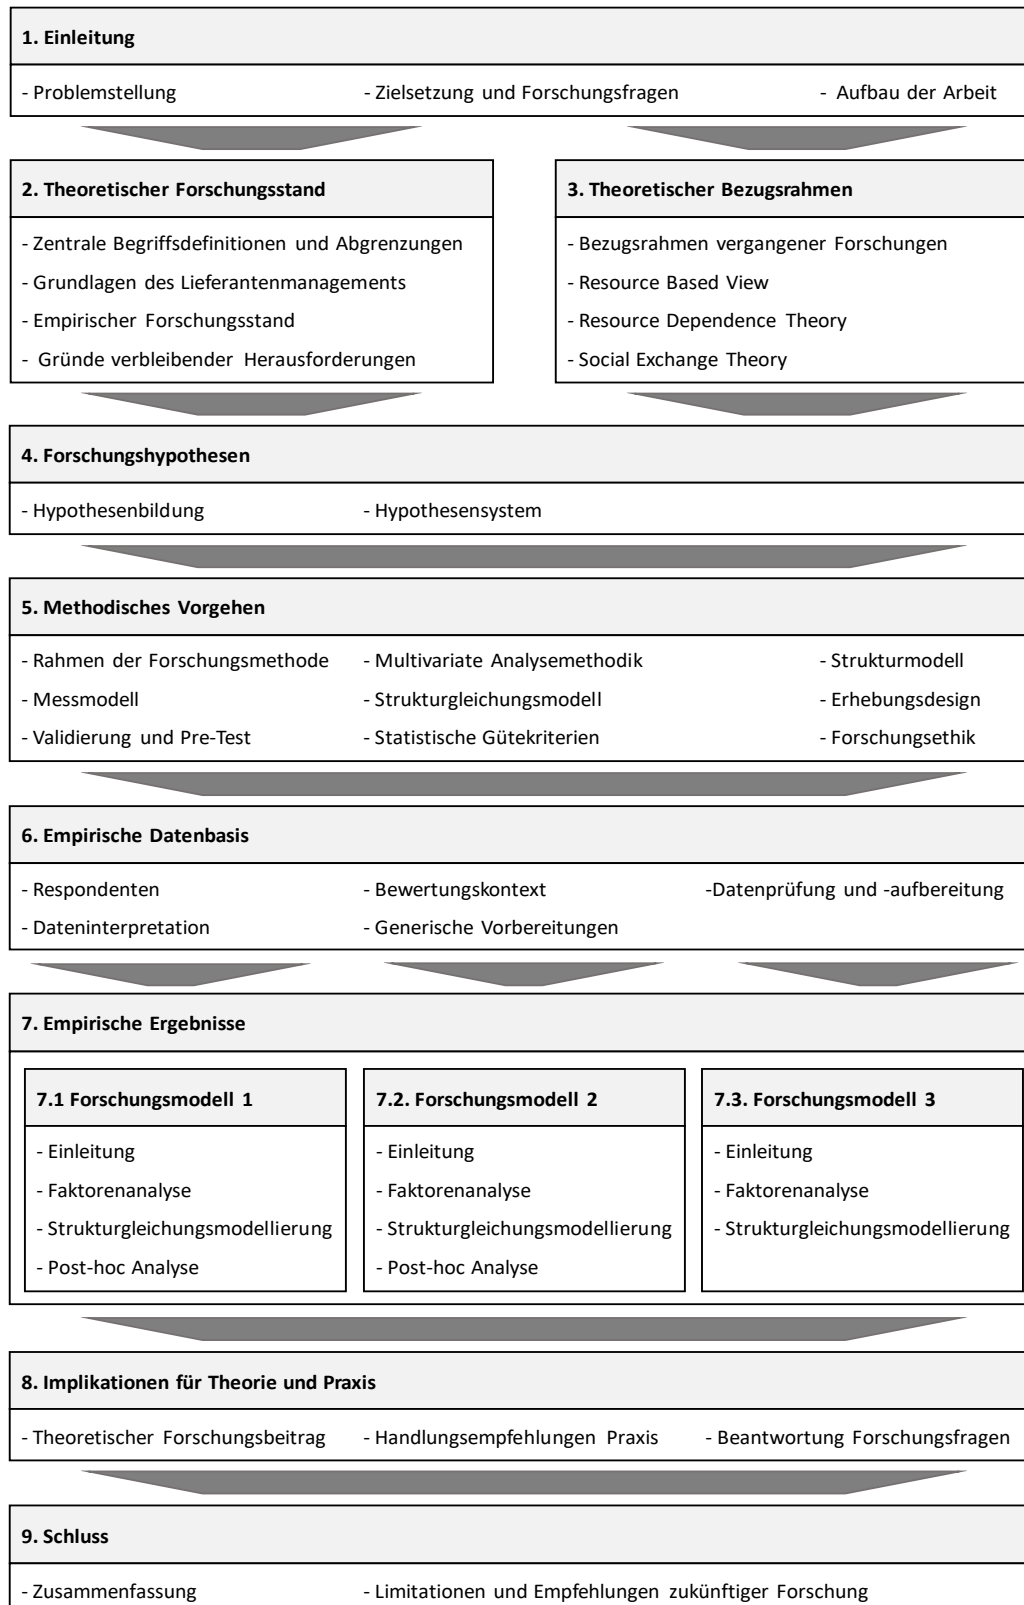 1. Einleitung
- Problemstellung - Zielsetzung und Forschungsfragen - Aufbau der Arbeit
2. Theoretischer Forschungsstand
- Zentrale Begriffsdefinitionen und Abgrenzungen
- Grundlagen des Lieferantenmanagements
- Empirischer Forschungsstand
- Gründe verbleibender Herausforderungen
3. Theoretischer Bezugsrahmen
- Bezugsrahmen vergangener Forschungen
- Resource Based View
- Resource Dependence Theory
- Social Exchange Theory
4. Forschungshypothesen
- Hypothesenbildung - Hypothesensystem
5. Methodisches Vorgehen
- Rahmen der Forschungsmethode - Multivariate Analysemethodik - Strukturmodell
- Messmodell - Strukturgleichungsmodell - Erhebungsdesign
- Validierung und Pre-Test - Statistische Gütekriterien - Forschungsethik
6. Empirische Datenbasis
- Respondenten - Bewertungskontext -Datenprüfung und -aufbereitung
- Dateninterpretation - Generische Vorbereitungen
7. Empirische Ergebnisse
7.1 Forschungsmodell 1
- Einleitung
- Faktorenanalyse
- Strukturgleichungsmodellierung
- Post-hoc Analyse
7.2. Forschungsmodell 2
- Einleitung
- Faktorenanalyse
- Strukturgleichungsmodellierung
- Post-hoc Analyse
7.3. Forschungsmodell 3
- Einleitung
- Faktorenanalyse
- Strukturgleichungsmodellierung
8. Implikationen für Theorie und Praxis
- Theoretischer Forschungsbeitrag - Handlungsempfehlungen Praxis - Beantwortung Forschungsfragen
9. Schluss
- Zusammenfassung - Limitationen und Empfehlungen zukünftiger Forschung